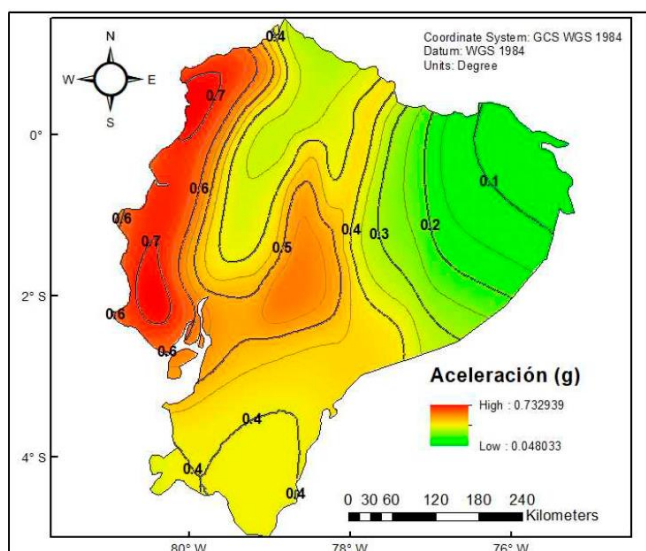 N
W E
S
Coordinate System: GCS WGS 1984
Datum: WGS 1984
Units: Degree
0.4
0.7
0°
0.6
0.1
0.6
0.2
0.4
0.3
0.5
0.7
2° S
0.6
0.6
Aceleración (g)
High : 0.732939
Low : 0.048033
0.4
4° S
0.4
0.4
0 30 60 120 180 240
Kilometers
80° W 78° W 76° W